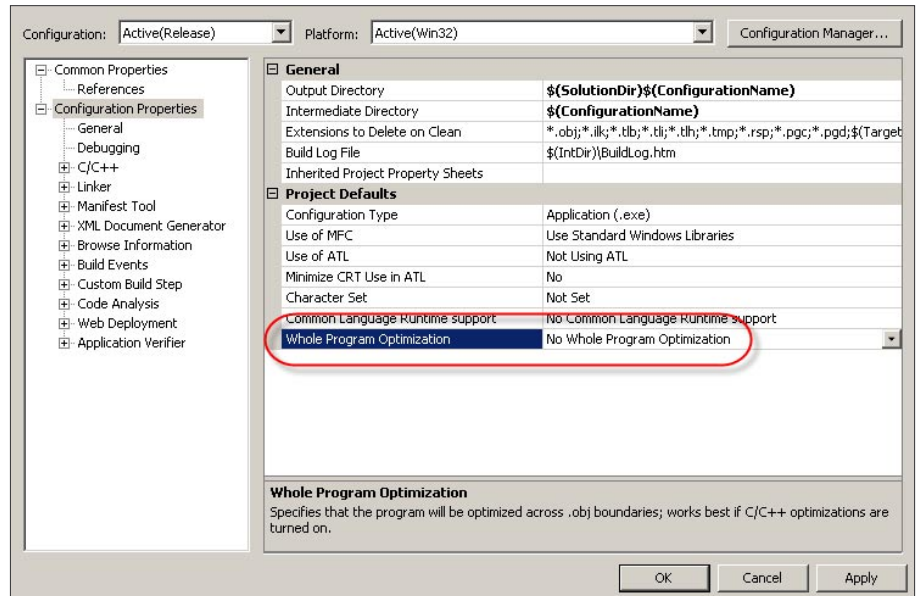 Configuration: Active(Release) Platform: Active(Win32) Configuration Manager...
Common Properties
References
Configuration Properties
General
Debugging
C/C++
Linker
Manifest Tool
XML Document Generator
Browse Information
Build Events
Custom Build Step
Code Analysis
Web Deployment
Application Verifier
General
Output Directory $(SolutionDir)$(ConfigurationName)
Intermediate Directory $(ConfigurationName)
Extensions to Delete on Clean *.obj;*.ilk;*.tlb;*.tli;*.tlh;*.tmp;*.rsp;*.pgc;*.pgd;$(Target
Build Log File $(IntDir)\BuildLog.htm
Inherited Project Property Sheets
Project Defaults
Configuration Type Application (.exe)
Use of MFC Use Standard Windows Libraries
Use of ATL Not Using ATL
Minimize CRT Use in ATL No
Character Set Not Set
Common Language Runtime support No Common Language Runtime support
Whole Program Optimization No Whole Program Optimization
Whole Program Optimization
Specifies that the program will be optimized across .obj boundaries; works best if C/C++ optimizations are
turned on.
OK Cancel Apply